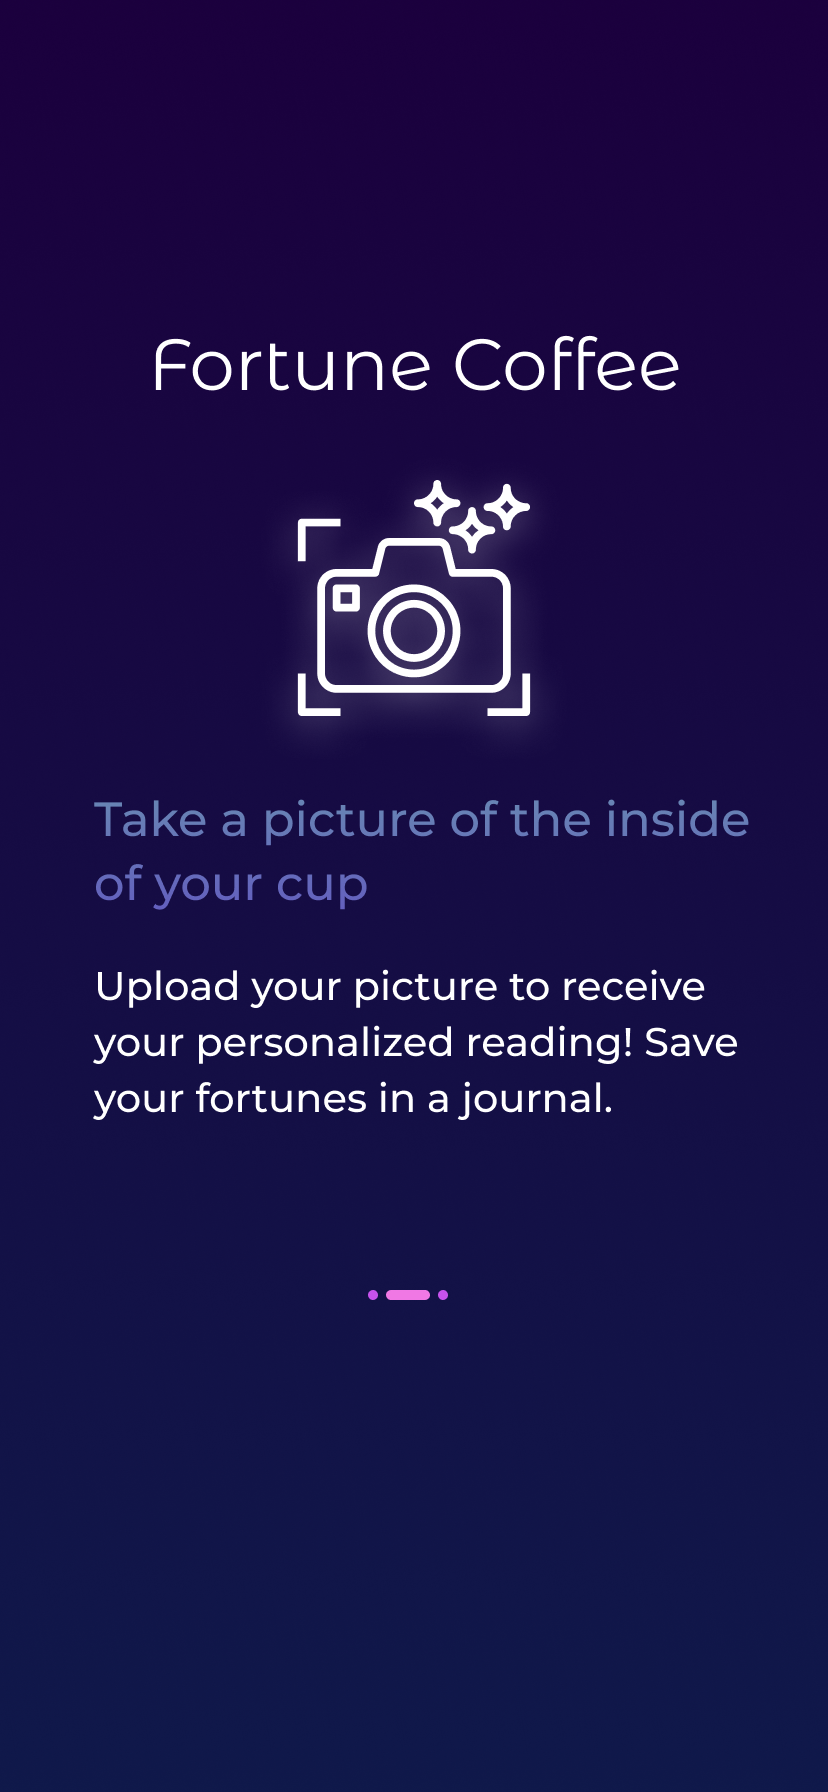 Fortune Coffee
Take a picture of the inside
of your cup
Upload your picture to receive
your personalized reading! Save
your fortunes in a journal.